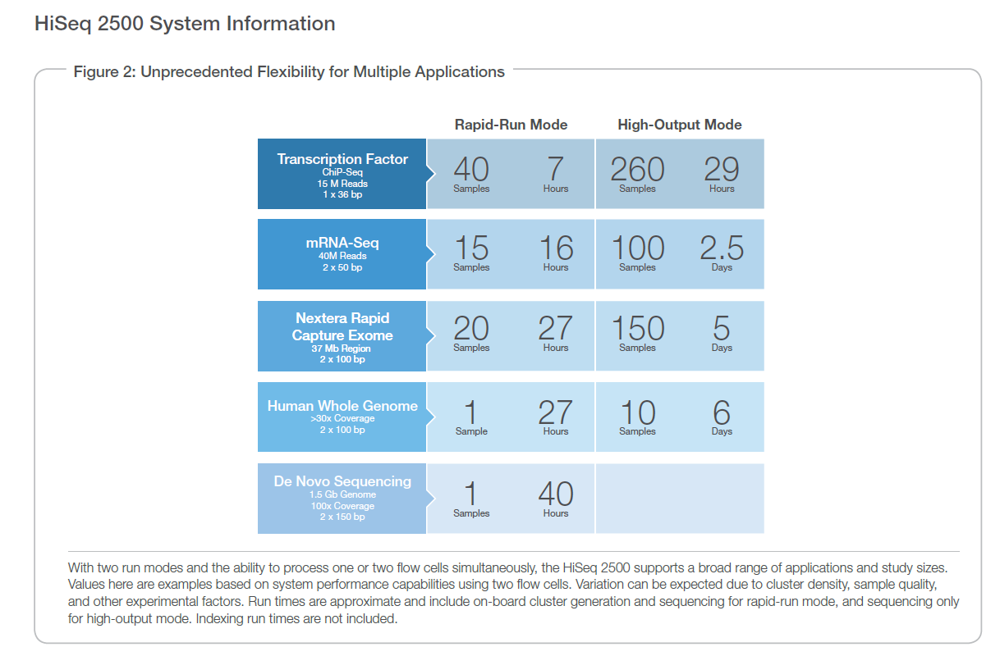 HiSeq 2500 System Information
Figure 2: Unprecedented Flexibility for Multiple Applications
Rapid-Run Mode High-Output Mode
Transcription Factor
ChiP-Seq
15 M Reads
1 x 36 bp
40 7 260 29
Samples Hours Samples Hours
mRNA-Seq
40M Reads
2 x 50 bp
15 16 100 2.5
Samples Hours Samples Days
Nextera Rapid
Capture Exome
37 Mb Region
2 x 100 bp
20 27 150 5
Samples Hours Samples Days
Human Whole Genome
>30x Coverage
2 x 100 bp
1 27 10 6
Sample Hours Samples Days
De Novo Sequencing
1.5 Gb Genome
100x Coverage
2 x 150 bp
1 40
Samples Hours
With two run modes and the ability to process one or two flow cells simultaneously, the HiSeq 2500 supports a broad range of applications and study sizes.
Values here are examples based on system performance capabilities using two flow cells. Variation can be expected due to cluster density, sample quality,
and other experimental factors. Run times are approximate and include on-board cluster generation and sequencing for rapid-run mode, and sequencing only
for high-output mode. Indexing run times are not included.